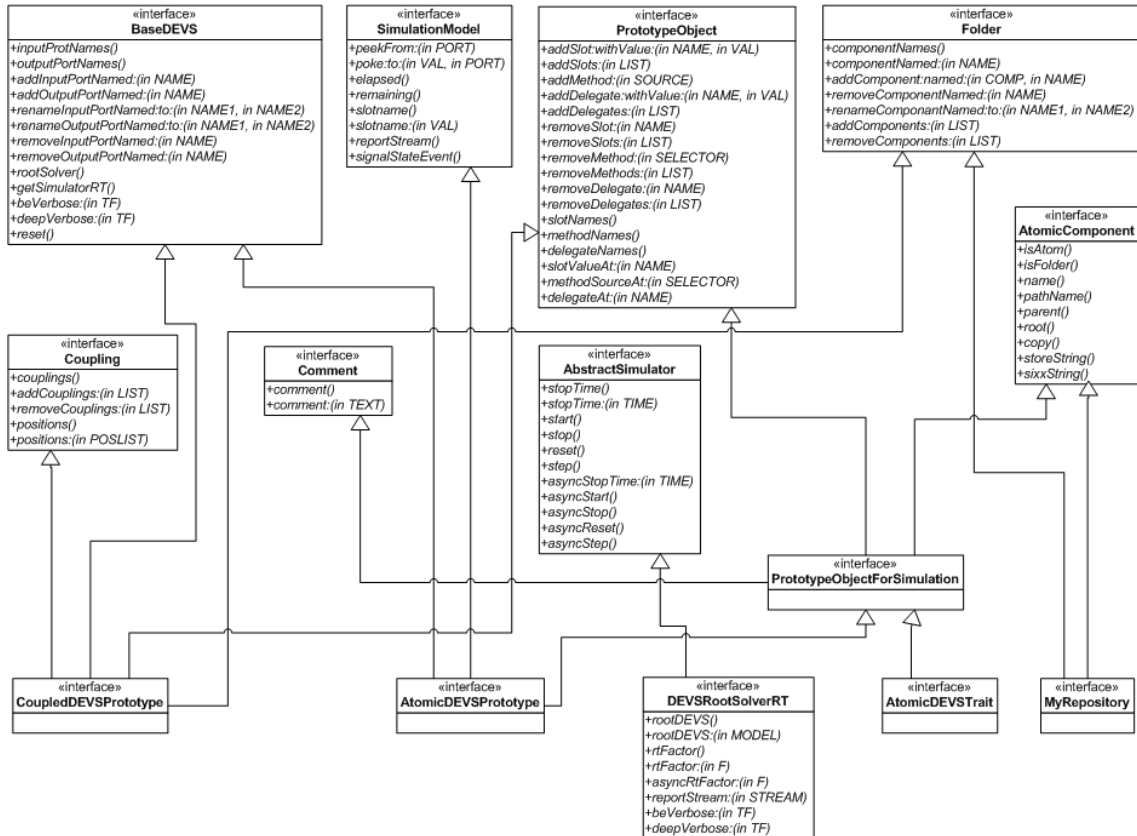 «interface»
BaseDEVS
+inputProtNames()
+outputPortNames()
+addInputPortNamed:(in NAME)
+addOutputPortNamed:(in NAME)
+renameInputPortNamed:to:(in NAME1, in NAME2)
+renameOutputPortNamed:to:(in NAME1, in NAME2)
+removeInputPortNamed:(in NAME)
+removeOutputPortNamed:(in NAME)
+rootSolver()
+getSimulatorRT()
+beVerbose:(in TF)
+deepVerbose:(in TF)
+reset()
«interface»
SimulationModel
+peekFrom:(in PORT)
+poke:to:(in VAL, in PORT)
+elapsed()
+remaining()
+slotname()
+slotname:(in VAL)
+reportStream()
+signalStateEvent()
«interface»
PrototypeObject
+addSlot:withValue:(in NAME, in VAL)
+addSlots:(in LIST)
+addMethod:(in SOURCE)
+addDelegate:withValue:(in NAME, in VAL)
+addDelegates:(in LIST)
+removeSlot:(in NAME)
+removeSlots:(in LIST)
+removeMethod:(in SELECTOR)
+removeMethods:(in LIST)
+removeDelegate:(in NAME)
+removeDelegates:(in LIST)
+slotNames()
+methodNames()
+delegateNames()
+slotValueAt:(in NAME)
+methodSourceAt:(in SELECTOR)
+delegateAt:(in NAME)
«interface»
Folder
+componentNames()
+componentNamed:(in NAME)
+addComponent:named:(in COMP, in NAME)
+removeComponentNamed:(in NAME)
+renameComponantNamed:to:(in NAME1, in NAME2)
+addComponents:(in LIST)
+removeComponents:(in LIST)
«interface»
AtomicComponent
+isAtom()
+isFolder()
+name()
+pathName()
+parent()
+root()
+copy()
+storeString()
+sixxString()
«interface»
Coupling
+couplings()
+addCouplings:(in LIST)
+removeCouplings:(in LIST)
+positions()
+positions:(in POSLIST)
«interface»
Comment
+comment()
+comment:(in TEXT)
«interface»
AbstractSimulator
+stopTime()
+stopTime:(in TIME)
+start()
+stop()
+reset()
+step()
+asyncStopTime:(in TIME)
+asyncStart()
+asyncStop()
+asyncReset()
+asyncStep()
«interface»
PrototypeObjectForSimulation
«interface»
CoupledDEVSPrototype
«interface»
AtomicDEVSPrototype
«interface»
DEVSRootSolverRT
+rootDEVS()
+rootDEVS:(in MODEL)
+rtFactor()
+rtFactor:(in F)
+asyncRtFactor:(in F)
+reportStream:(in STREAM)
+beVerbose:(in TF)
+deepVerbose:(in TF)
«interface»
AtomicDEVSTrait
«interface»
MyRepository